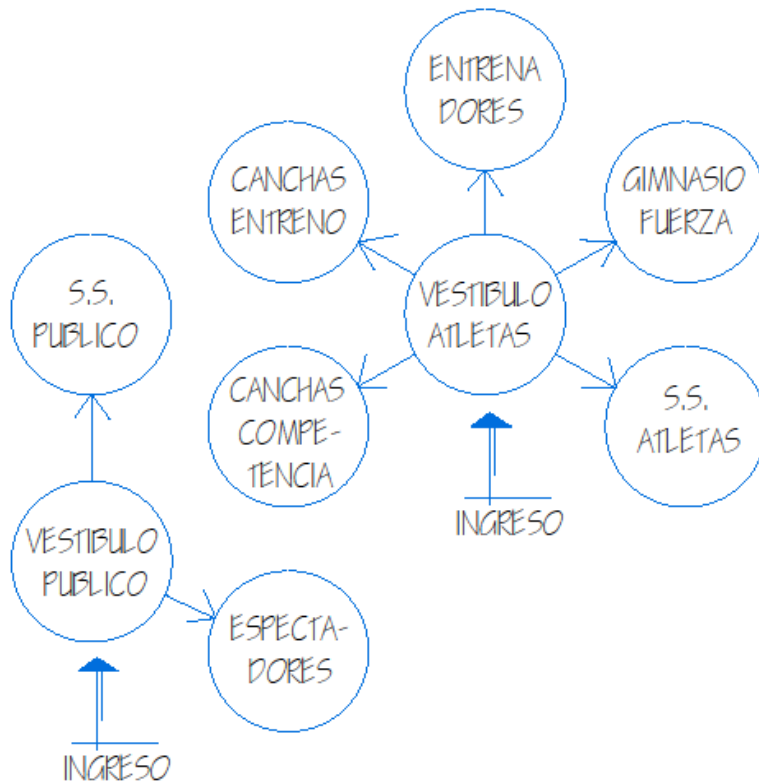 ENTRENA
DORES
CANCHAS
ENTRENO
GIMNASIO
FUERZA
S.S.
PUBLICO
VESTIBULO
ATLETAS
CANCHAS
COMPE-
TENCIA
S.S.
ATLETAS
INGRESO
VESTIBULO
PUBLICO
ESPECTA-
DORES
INGRESO